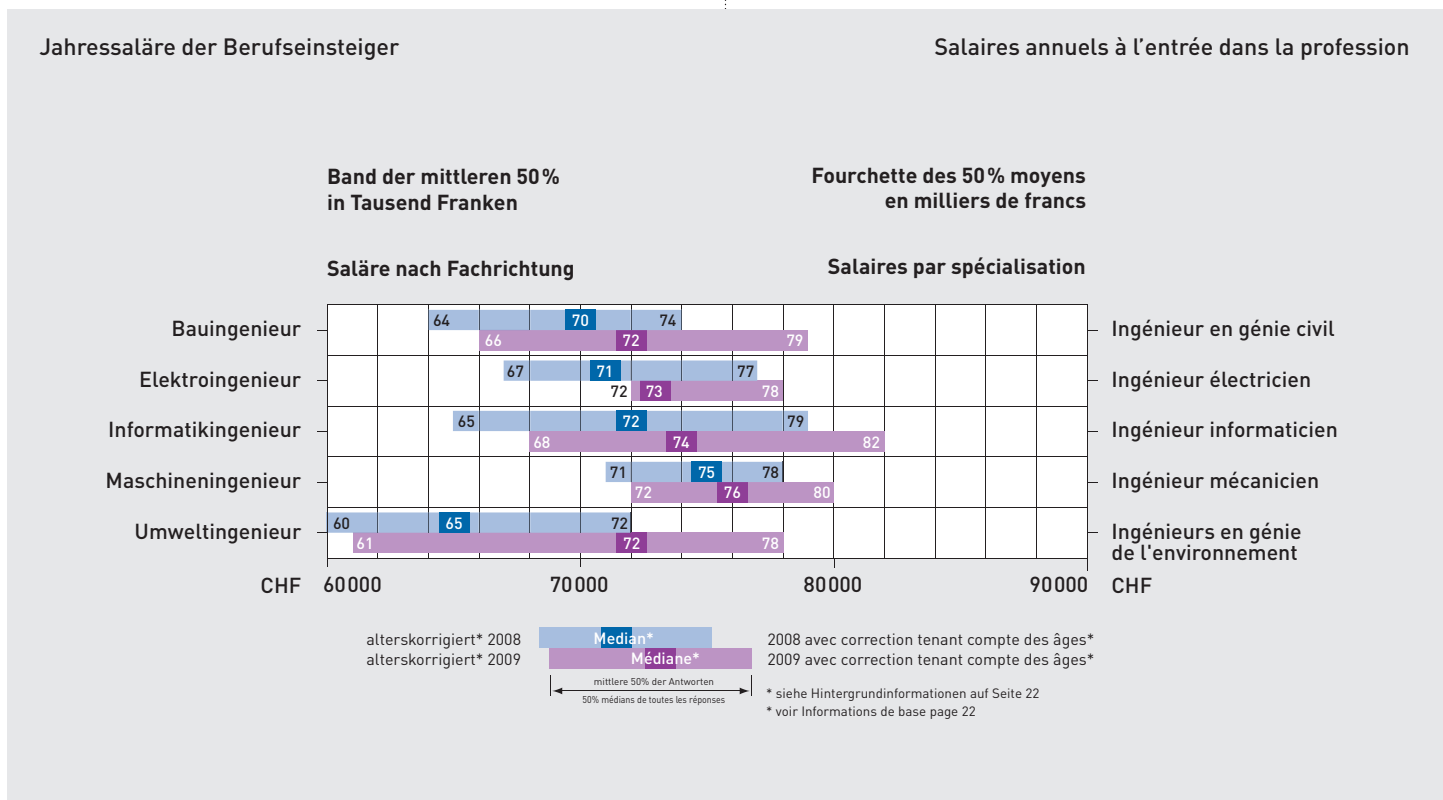 Jahressaläre der Berufseinsteiger
Salaires annuels à l’entrée dans la profession
Band der mittleren 50%
in Tausend Franken
Fourchette des 50% moyens
en milliers de francs
Saläre nach Fachrichtung
Salaires par spécialisation
Bauingenieur
64 70 74
66 72 79
Ingénieur en génie civil
Elektroingenieur
67 71 77
72 73 78
Ingénieur électricien
Informatikingenieur
65 72 79
68 74 82
Ingénieur informaticien
Maschineningenieur
71 75 78
72 76 80
Ingénieur mécanicien
Umweltingenieur
60 65 72
61 72 78
Ingénieurs en génie
de l'environnement
CHF 60000 70000 80000 90000 CHF
alterskorrigiert* 2008 Median* 2008 avec correction tenant compte des âges*
alterskorrigiert* 2009 Médiane* 2009 avec correction tenant compte des âges*
mittlere 50% der Antworten
50% médians de toutes les réponses
* siehe Hintergrundinformationen auf Seite 22
* voir Informations de base page 22